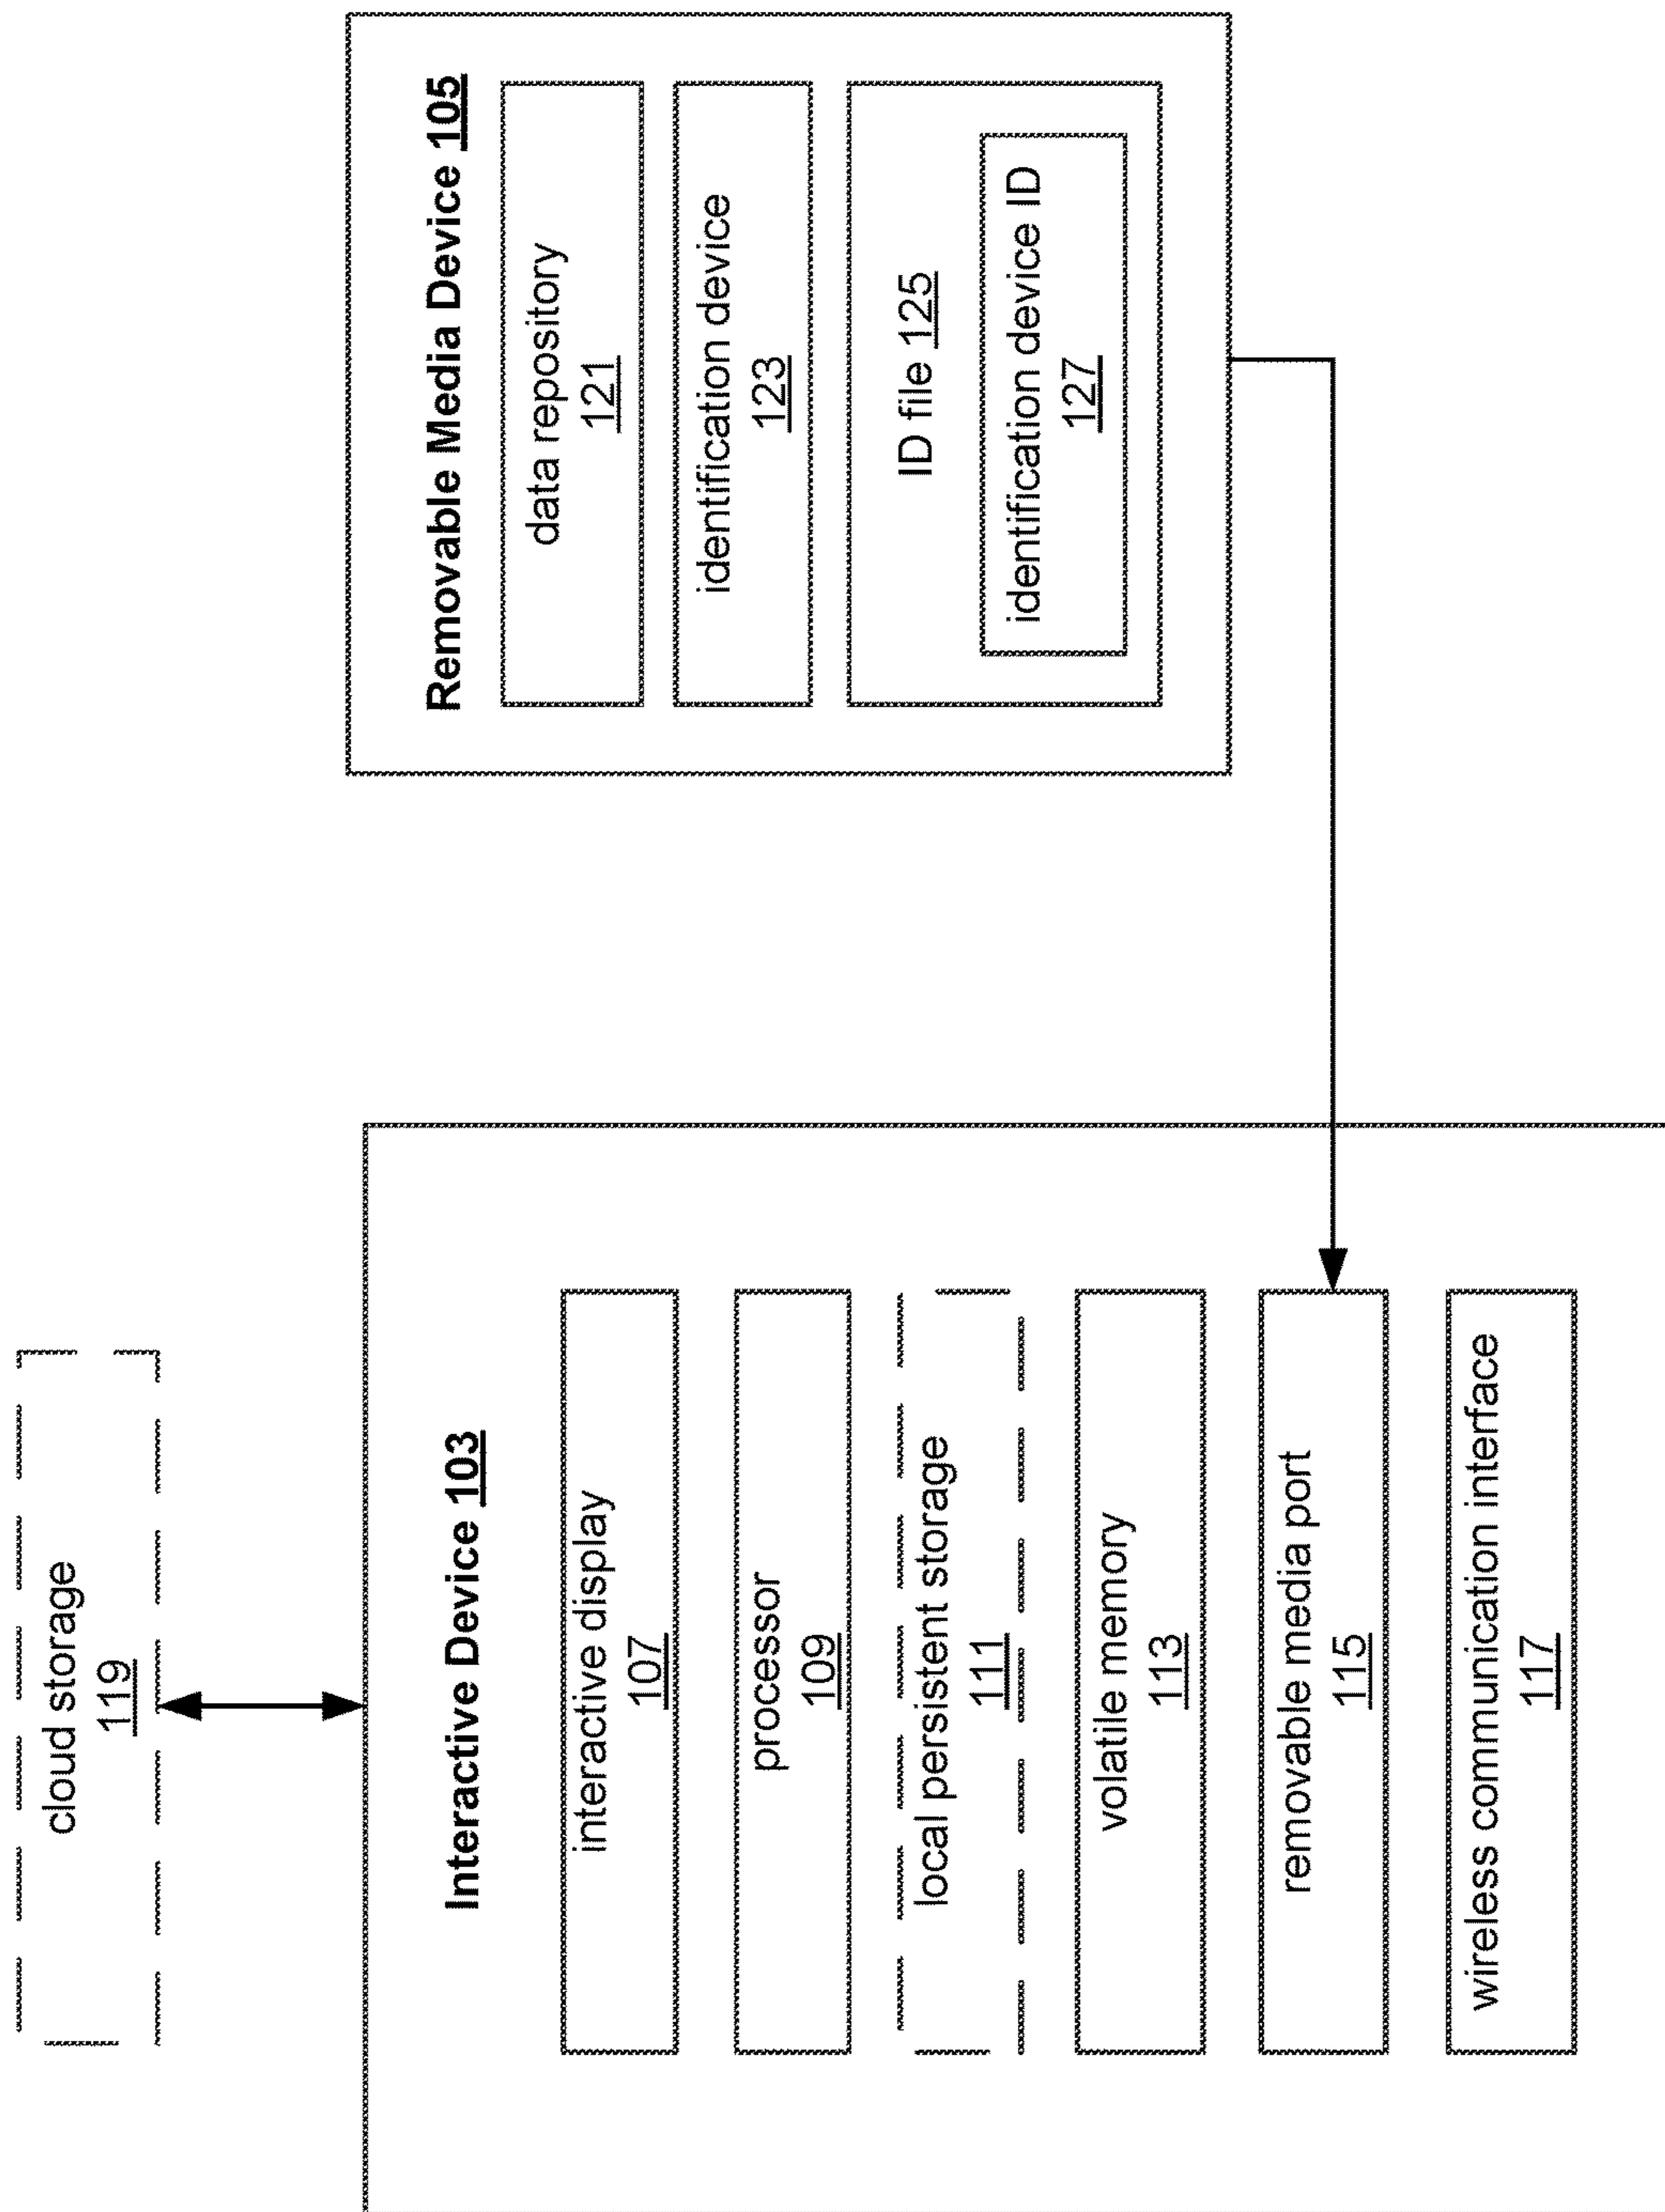 cloud storage
119
Interactive Device 103
interactive display
107
processor
109
local persistent storage
111
volatile memory
113
removable media port
115
wireless communication interface
117
Removable Media Device 105
data repository
121
identification device
123
ID file 125
identification device ID
127